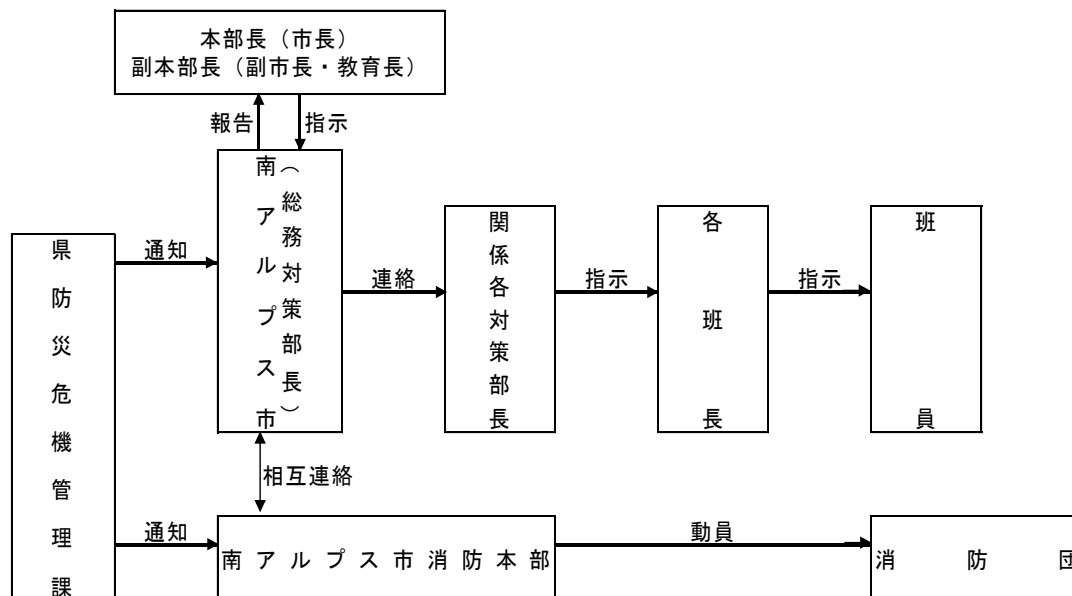 本部長（市長）
副本部長（副市長・教育長）
報告
指示
南アルプス市
（総務対策部長）
関係各対策部長
各班長
班員
県防災危機管理課
通知
連絡
指示
指示
相互連絡
通知
南アルプス市消防本部
動員
消防団